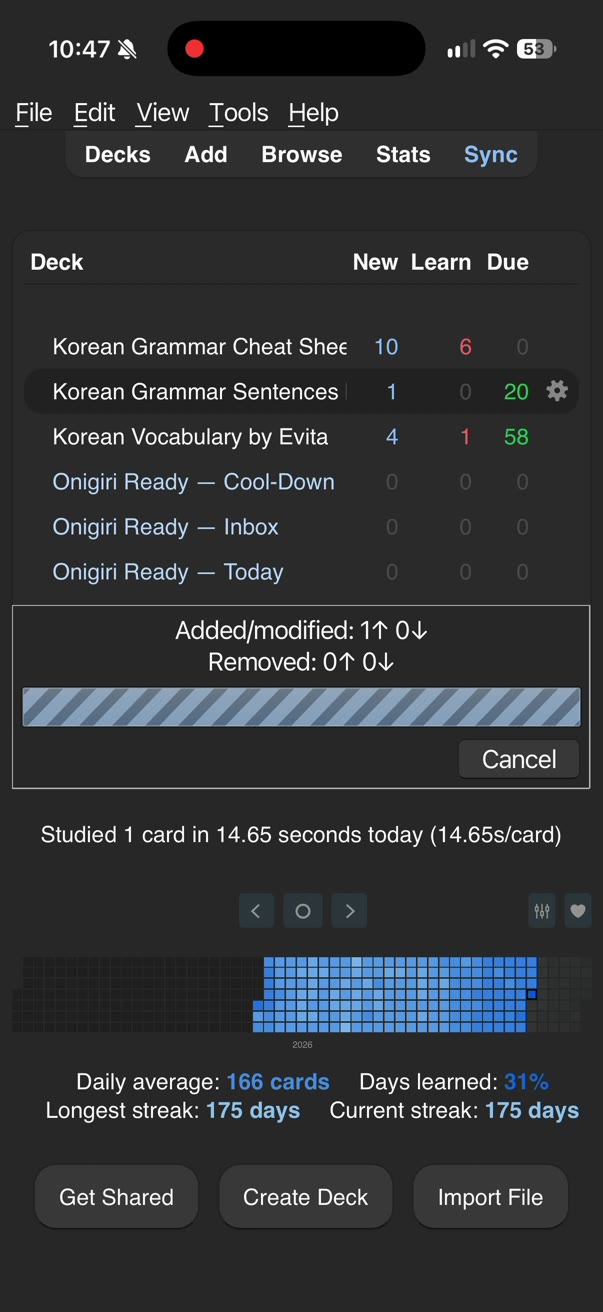 10:47 53
File Edit View Tools Help
Decks Add Browse Stats Sync
Deck New Learn Due
Korean Grammar Cheat Shee 10 6 0
Korean Grammar Sentences 1 0 20
Korean Vocabulary by Evita 4 1 58
Onigiri Ready — Cool-Down 0 0 0
Onigiri Ready — Inbox 0 0 0
Onigiri Ready — Today 0 0 0
Added/modified: 1↑ 0↓
Removed: 0↑ 0↓
Cancel
Studied 1 card in 14.65 seconds today (14.65s/card)
2026
Daily average: 166 cards Days learned: 31%
Longest streak: 175 days Current streak: 175 days
Get Shared Create Deck Import File